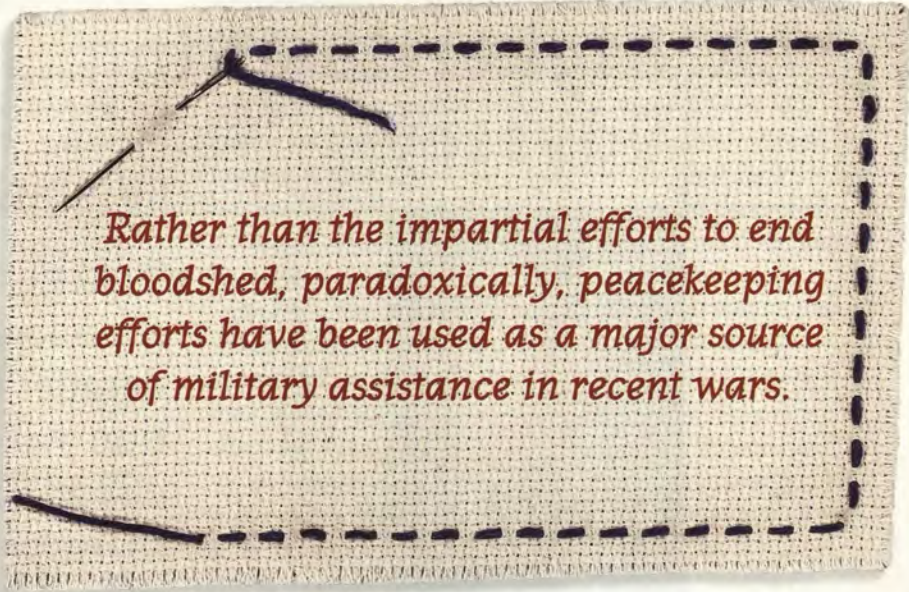 Rather than the impartial efforts to end
bloodshed, paradoxically, peacekeeping
efforts have been used as a major source
of military assistance in recent wars.